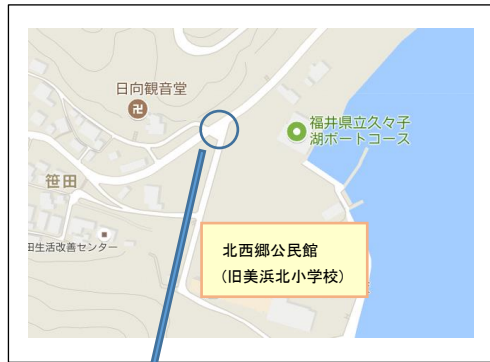 日向観音堂
福井県立久々子
湖ボートコース
笹田
田生活改善センター
北西郷公民館
（旧美浜北小学校）